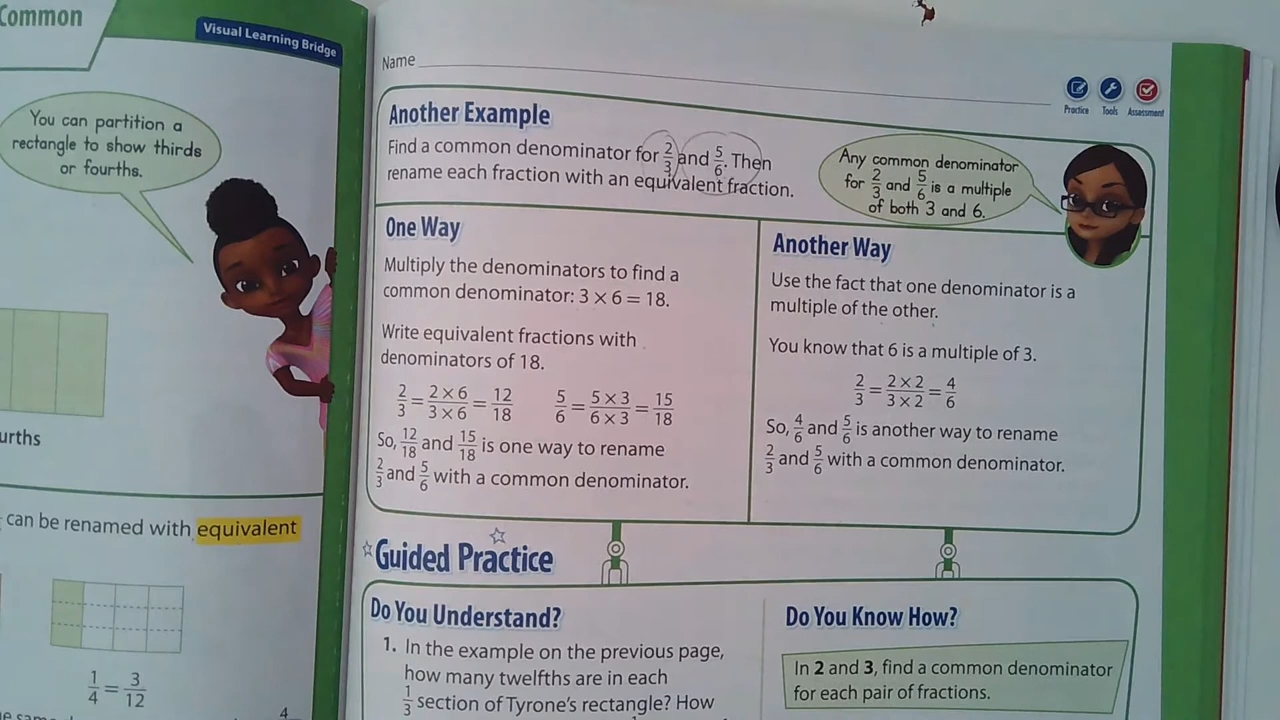 Common
Visual Learning Bridge
You can partition a
rectangle to show thirds
or fourths.
urths
can be renamed with equivalent
1/4 = 3/12
4
Name
Practice Tools Assessment
Another Example
Find a common denominator for 2/3 and 5/6. Then
rename each fraction with an equivalent fraction.
Any common denominator
for 2/3 and 5/6 is a multiple
of both 3 and 6.
One Way
Multiply the denominators to find a
common denominator: 3 × 6 = 18.
Write equivalent fractions with
denominators of 18.
2/3 = 2 × 6/3 × 6 = 12/18 5/6 = 5 × 3/6 × 3 = 15/18
So, 12/18 and 15/18 is one way to rename
2/3 and 5/6 with a common denominator.
Another Way
Use the fact that one denominator is a
multiple of the other.
You know that 6 is a multiple of 3.
2/3 = 2 × 2/3 × 2 = 4/6
So, 4/6 and 5/6 is another way to rename
2/3 and 5/6 with a common denominator.
☆Guided Practice☆
Do You Understand?
1. In the example on the previous page,
how many twelfths are in each
1/3 section of Tyrone's rectangle? How
Do You Know How?
In 2 and 3, find a common denominator
for each pair of fractions.